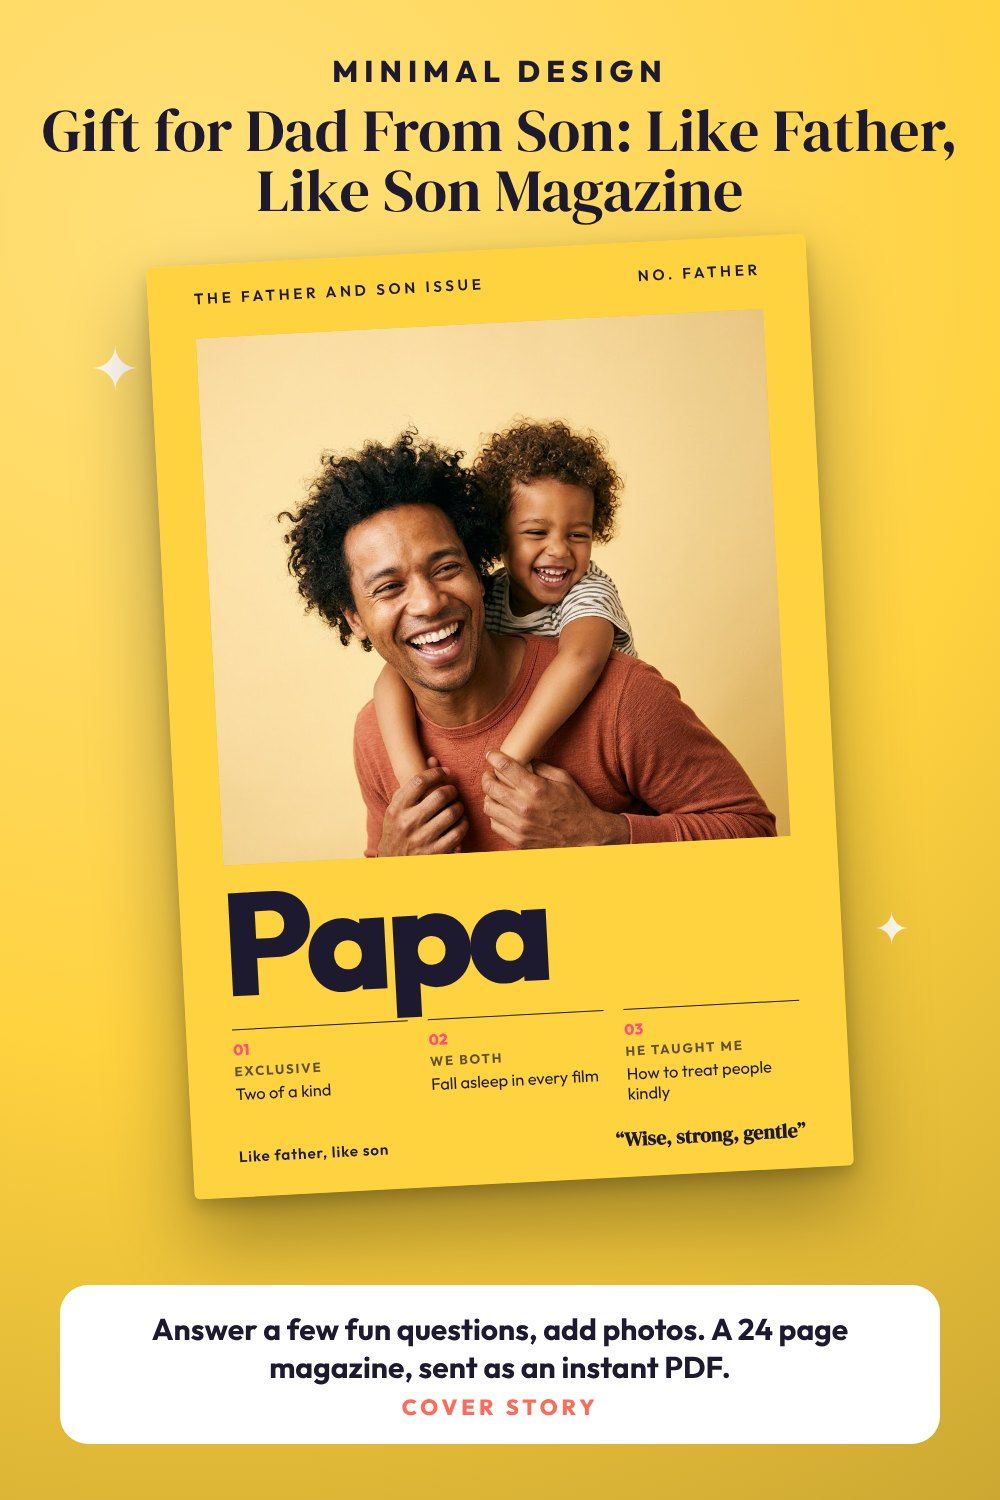 MINIMAL DESIGN
Gift for Dad From Son: Like Father,
Like Son Magazine
THE FATHER AND SON ISSUE
NO. FATHER
Papa
01
EXCLUSIVE
Two of a kind
02
WE BOTH
Fall asleep in every film
03
HE TAUGHT ME
How to treat people
kindly
Like father, like son
“Wise, strong, gentle”
Answer a few fun questions, add photos. A 24 page
magazine, sent as an instant PDF.
COVER STORY